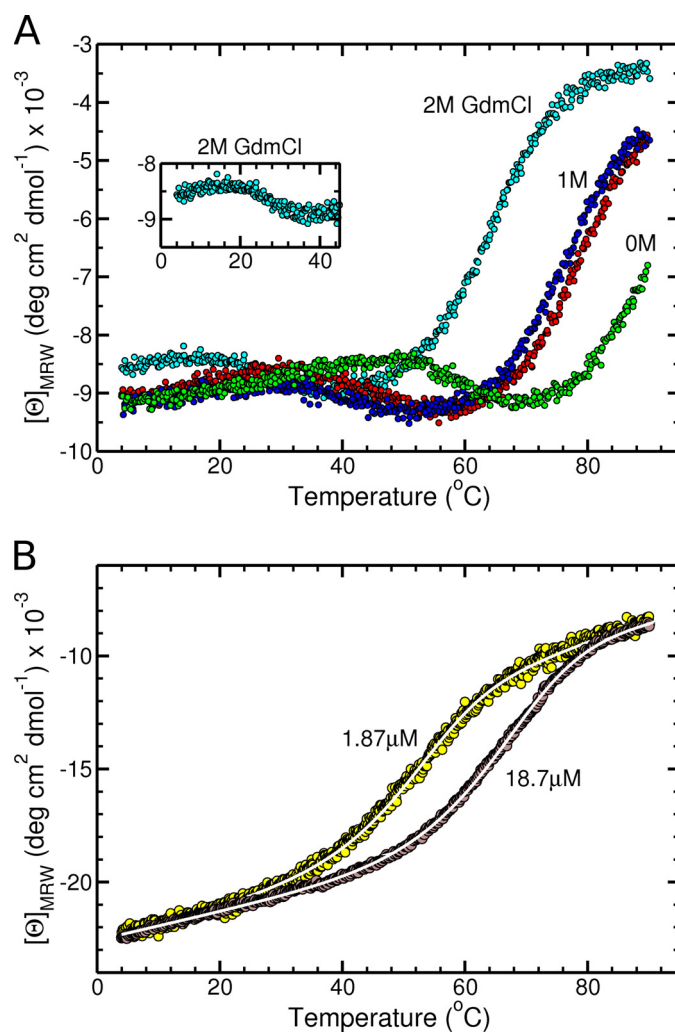 A
[Θ]MRW (deg cm² dmol⁻¹) x 10⁻³
-3
-4
-5
-6
-7
-8
-9
-10
2M GdmCl
2M GdmCl
-8
-9
0 20 40
1M
0M
0 20 40 60 80
Temperature (°C)
B
[Θ]MRW (deg cm² dmol⁻¹) x 10⁻³
-10
-15
-20
1.87μM
18.7μM
0 20 40 60 80
Temperature (°C)